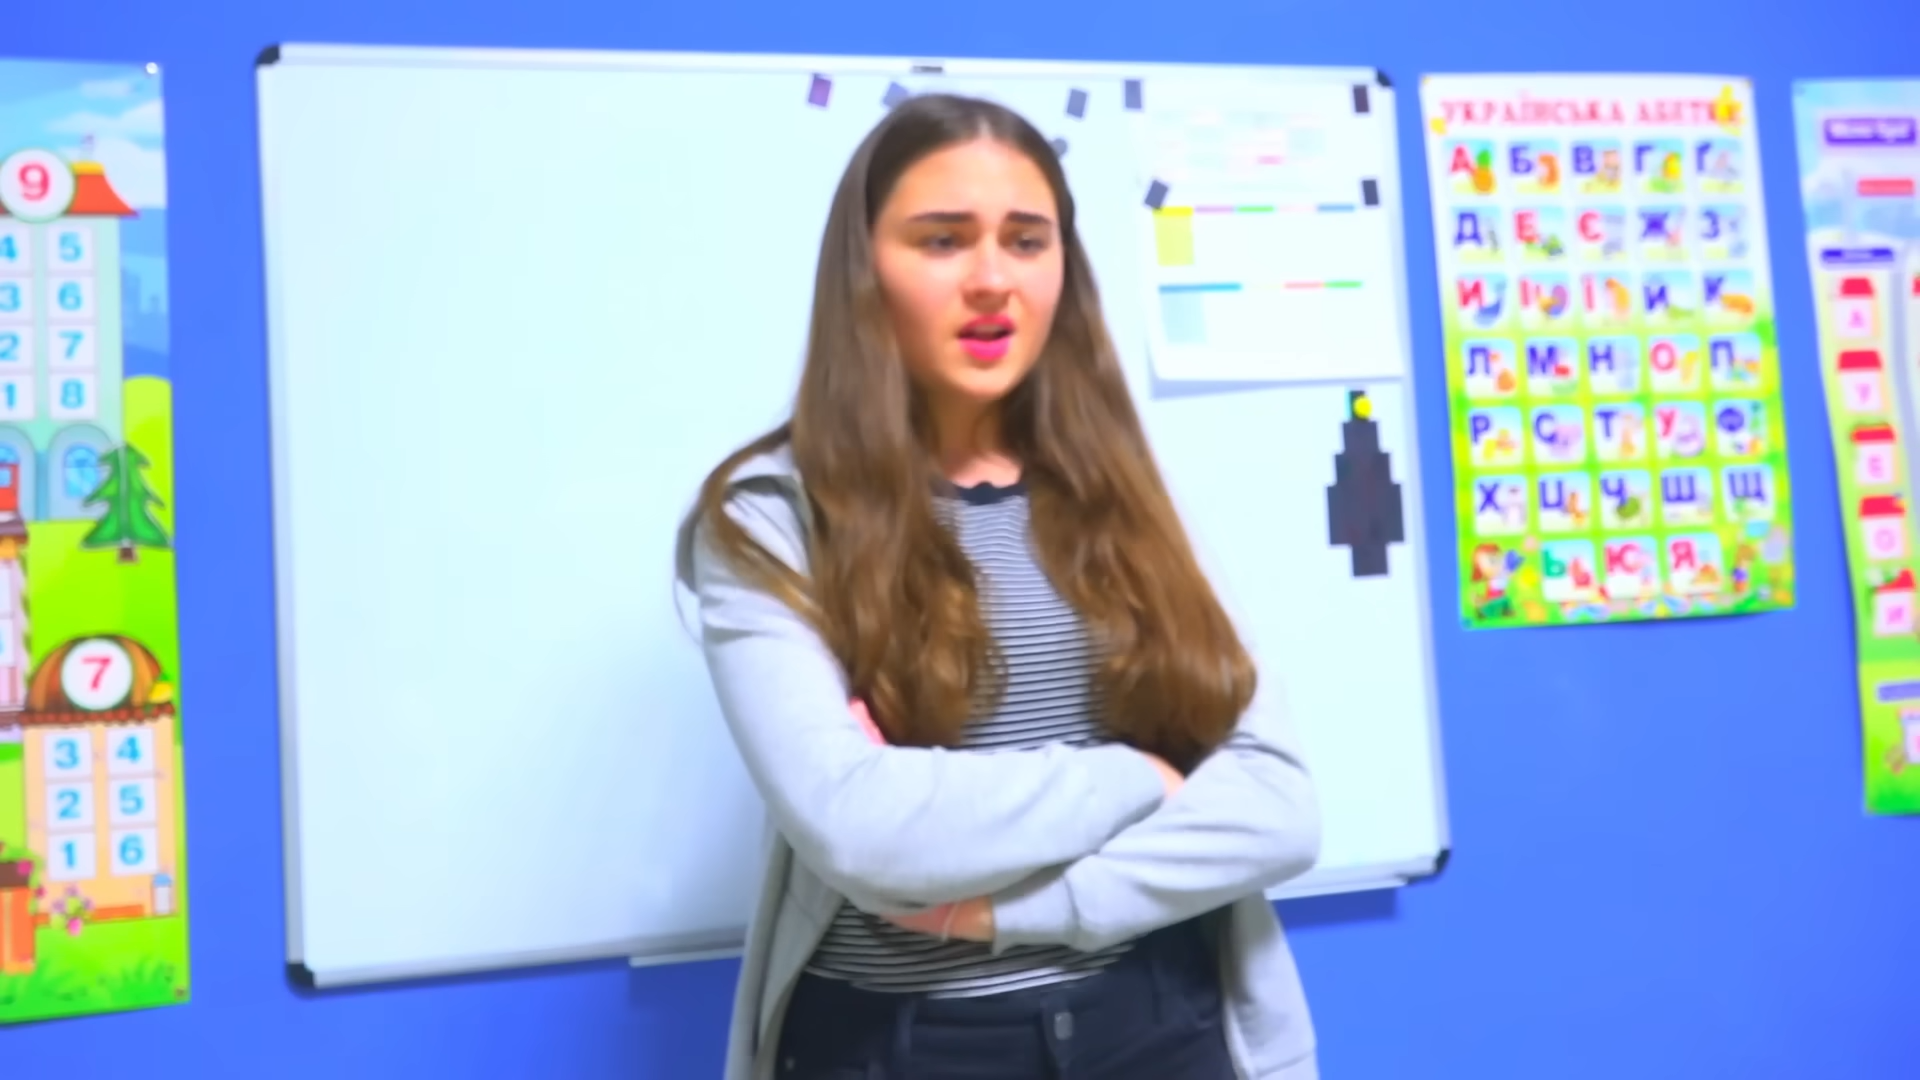 9
4 5
3 6
2 7
1 8
7
3 4
2 5
1 6
УКРАЇНСЬКА АБЕТКА
А Б В Г Ґ
Д Е Є Ж З
И І Ї Й К
Л М Н О П
Р С Т У Ф
Х Ц Ч Ш Щ
Ь Ю Я
А
У
Е
О
И